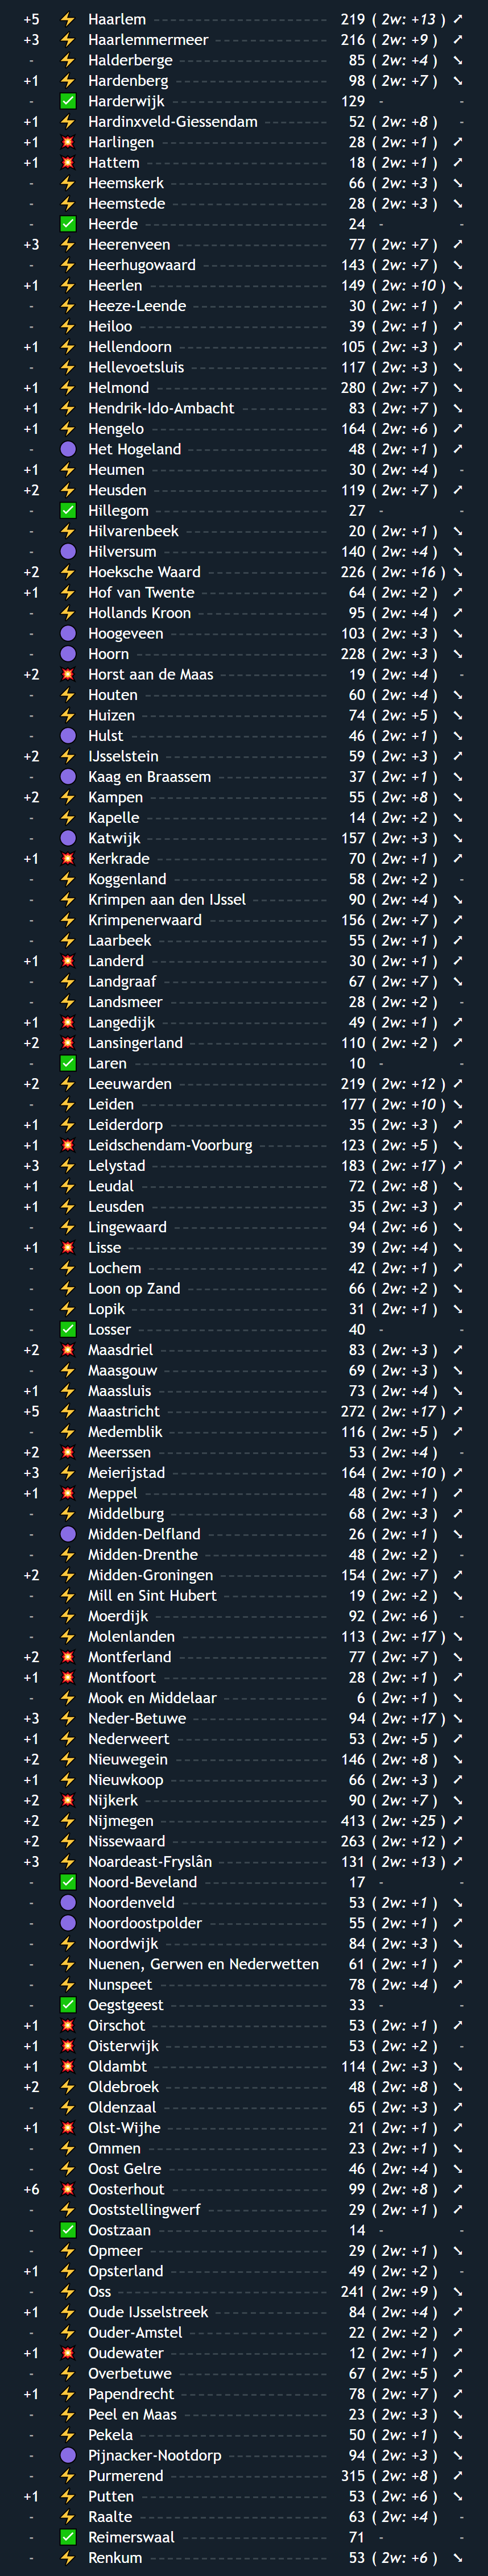 +5 ⚡ Haarlem 219 ( 2w: +13 ) ➚
+3 ⚡ Haarlemmermeer 216 ( 2w: +9 ) ➚
- ⚡ Halderberge 85 ( 2w: +4 ) ➘
+1 ⚡ Hardenberg 98 ( 2w: +7 ) ➘
- ✅ Harderwijk 129 - -
+1 ⚡ Hardinxveld-Giessendam 52 ( 2w: +8 ) -
+1 💥 Harlingen 28 ( 2w: +1 ) ➚
+1 💥 Hattem 18 ( 2w: +1 ) ➚
- ⚡ Heemskerk 66 ( 2w: +3 ) ➘
- ⚡ Heemstede 28 ( 2w: +3 ) ➘
- ✅ Heerde 24 - -
+3 ⚡ Heerenveen 77 ( 2w: +7 ) ➚
- ⚡ Heerhugowaard 143 ( 2w: +7 ) ➘
+1 ⚡ Heerlen 149 ( 2w: +10 ) ➘
- ⚡ Heeze-Leende 30 ( 2w: +1 ) ➚
- ⚡ Heiloo 39 ( 2w: +1 ) ➚
+1 ⚡ Hellendoorn 105 ( 2w: +3 ) ➚
- ⚡ Hellevoetsluis 117 ( 2w: +3 ) ➘
+1 ⚡ Helmond 280 ( 2w: +7 ) ➘
+1 ⚡ Hendrik-Ido-Ambacht 83 ( 2w: +7 ) ➘
+1 ⚡ Hengelo 164 ( 2w: +6 ) ➚
- 🟣 Het Hogeland 48 ( 2w: +1 ) ➚
+1 ⚡ Heumen 30 ( 2w: +4 ) -
+2 ⚡ Heusden 119 ( 2w: +7 ) ➚
- ✅ Hillegom 27 - -
- ⚡ Hilvarenbeek 20 ( 2w: +1 ) ➘
- 🟣 Hilversum 140 ( 2w: +4 ) ➘
+2 ⚡ Hoeksche Waard 226 ( 2w: +16 ) ➘
+1 ⚡ Hof van Twente 64 ( 2w: +2 ) ➚
- ⚡ Hollands Kroon 95 ( 2w: +4 ) ➚
- 🟣 Hoogeveen 103 ( 2w: +3 ) ➘
- 🟣 Hoorn 228 ( 2w: +3 ) ➘
+2 💥 Horst aan de Maas 19 ( 2w: +4 ) -
- ⚡ Houten 60 ( 2w: +4 ) ➘
- ⚡ Huizen 74 ( 2w: +5 ) ➘
- 🟣 Hulst 46 ( 2w: +1 ) ➘
+2 ⚡ IJsselstein 59 ( 2w: +3 ) ➚
- 🟣 Kaag en Braassem 37 ( 2w: +1 ) ➘
+2 ⚡ Kampen 55 ( 2w: +8 ) ➘
- ⚡ Kapelle 14 ( 2w: +2 ) ➘
- 🟣 Katwijk 157 ( 2w: +3 ) ➘
+1 💥 Kerkrade 70 ( 2w: +1 ) ➚
- ⚡ Koggenland 58 ( 2w: +2 ) -
- ⚡ Krimpen aan den IJssel 90 ( 2w: +4 ) ➘
- ⚡ Krimpenerwaard 156 ( 2w: +7 ) ➚
- ⚡ Laarbeek 55 ( 2w: +1 ) ➚
+1 💥 Landerd 30 ( 2w: +1 ) ➚
- ⚡ Landgraaf 67 ( 2w: +7 ) ➘
- ⚡ Landsmeer 28 ( 2w: +2 ) -
+1 💥 Langedijk 49 ( 2w: +1 ) ➚
+2 💥 Lansingerland 110 ( 2w: +2 ) ➚
- ✅ Laren 10 - -
+2 ⚡ Leeuwarden 219 ( 2w: +12 ) ➚
- ⚡ Leiden 177 ( 2w: +10 ) ➘
+1 ⚡ Leiderdorp 35 ( 2w: +3 ) ➚
+1 💥 Leidschendam-Voorburg 123 ( 2w: +5 ) ➘
+3 ⚡ Lelystad 183 ( 2w: +17 ) ➚
+1 ⚡ Leudal 72 ( 2w: +8 ) ➘
+1 ⚡ Leusden 35 ( 2w: +3 ) ➚
- ⚡ Lingewaard 94 ( 2w: +6 ) ➘
+1 💥 Lisse 39 ( 2w: +4 ) ➘
- ⚡ Lochem 42 ( 2w: +1 ) ➚
- ⚡ Loon op Zand 66 ( 2w: +2 ) ➘
- ⚡ Lopik 31 ( 2w: +1 ) ➘
- ✅ Losser 40 - -
+2 💥 Maasdriel 83 ( 2w: +3 ) ➚
- ⚡ Maasgouw 69 ( 2w: +3 ) ➘
+1 ⚡ Maassluis 73 ( 2w: +4 ) ➘
+5 ⚡ Maastricht 272 ( 2w: +17 ) ➚
- ⚡ Medemblik 116 ( 2w: +5 ) ➚
+2 💥 Meerssen 53 ( 2w: +4 ) -
+3 ⚡ Meierijstad 164 ( 2w: +10 ) ➚
+1 💥 Meppel 48 ( 2w: +1 ) ➚
- ⚡ Middelburg 68 ( 2w: +3 ) ➚
- 🟣 Midden-Delfland 26 ( 2w: +1 ) ➘
- ⚡ Midden-Drenthe 48 ( 2w: +2 ) -
+2 ⚡ Midden-Groningen 154 ( 2w: +7 ) ➚
- ⚡ Mill en Sint Hubert 19 ( 2w: +2 ) ➘
- ⚡ Moerdijk 92 ( 2w: +6 ) -
- ⚡ Molenlanden 113 ( 2w: +17 ) ➘
+2 💥 Montferland 77 ( 2w: +7 ) ➘
+1 💥 Montfoort 28 ( 2w: +1 ) ➚
- ⚡ Mook en Middelaar 6 ( 2w: +1 ) ➘
+3 ⚡ Neder-Betuwe 94 ( 2w: +17 ) ➘
+1 ⚡ Nederweert 53 ( 2w: +5 ) ➚
+2 ⚡ Nieuwegein 146 ( 2w: +8 ) ➘
+1 ⚡ Nieuwkoop 66 ( 2w: +3 ) ➚
+2 💥 Nijkerk 90 ( 2w: +7 ) ➘
+2 ⚡ Nijmegen 413 ( 2w: +25 ) ➚
+2 ⚡ Nissewaard 263 ( 2w: +12 ) ➚
+3 ⚡ Noardeast-Fryslân 131 ( 2w: +13 ) ➚
- ✅ Noord-Beveland 17 - -
- 🟣 Noordenveld 53 ( 2w: +1 ) ➘
- 🟣 Noordoostpolder 55 ( 2w: +1 ) ➚
- ⚡ Noordwijk 84 ( 2w: +3 ) ➘
- ⚡ Nuenen, Gerwen en Nederwetten 61 ( 2w: +1 ) ➚
- ⚡ Nunspeet 78 ( 2w: +4 ) ➚
- ✅ Oegstgeest 33 - -
+1 💥 Oirschot 53 ( 2w: +1 ) ➚
+1 💥 Oisterwijk 53 ( 2w: +2 ) -
+1 💥 Oldambt 114 ( 2w: +3 ) ➘
+2 ⚡ Oldebroek 48 ( 2w: +8 ) ➘
- ⚡ Oldenzaal 65 ( 2w: +3 ) ➚
+1 💥 Olst-Wijhe 21 ( 2w: +1 ) ➚
- ⚡ Ommen 23 ( 2w: +1 ) ➘
- ⚡ Oost Gelre 46 ( 2w: +4 ) ➘
+6 💥 Oosterhout 99 ( 2w: +8 ) ➚
- ⚡ Ooststellingwerf 29 ( 2w: +1 ) ➚
- ✅ Oostzaan 14 - -
- ⚡ Opmeer 29 ( 2w: +1 ) ➘
+1 ⚡ Opsterland 49 ( 2w: +2 ) -
- ⚡ Oss 241 ( 2w: +9 ) ➘
+1 ⚡ Oude IJsselstreek 84 ( 2w: +4 ) ➚
- ⚡ Ouder-Amstel 22 ( 2w: +2 ) ➚
+1 💥 Oudewater 12 ( 2w: +1 ) ➚
- ⚡ Overbetuwe 67 ( 2w: +5 ) ➚
+1 ⚡ Papendrecht 78 ( 2w: +7 ) ➚
- ⚡ Peel en Maas 23 ( 2w: +3 ) ➘
- ⚡ Pekela 50 ( 2w: +1 ) ➘
- 🟣 Pijnacker-Nootdorp 94 ( 2w: +3 ) ➘
- ⚡ Purmerend 315 ( 2w: +8 ) ➚
+1 ⚡ Putten 53 ( 2w: +6 ) ➘
- ⚡ Raalte 63 ( 2w: +4 ) -
- ✅ Reimerswaal 71 - -
- ⚡ Renkum 53 ( 2w: +6 ) ➘